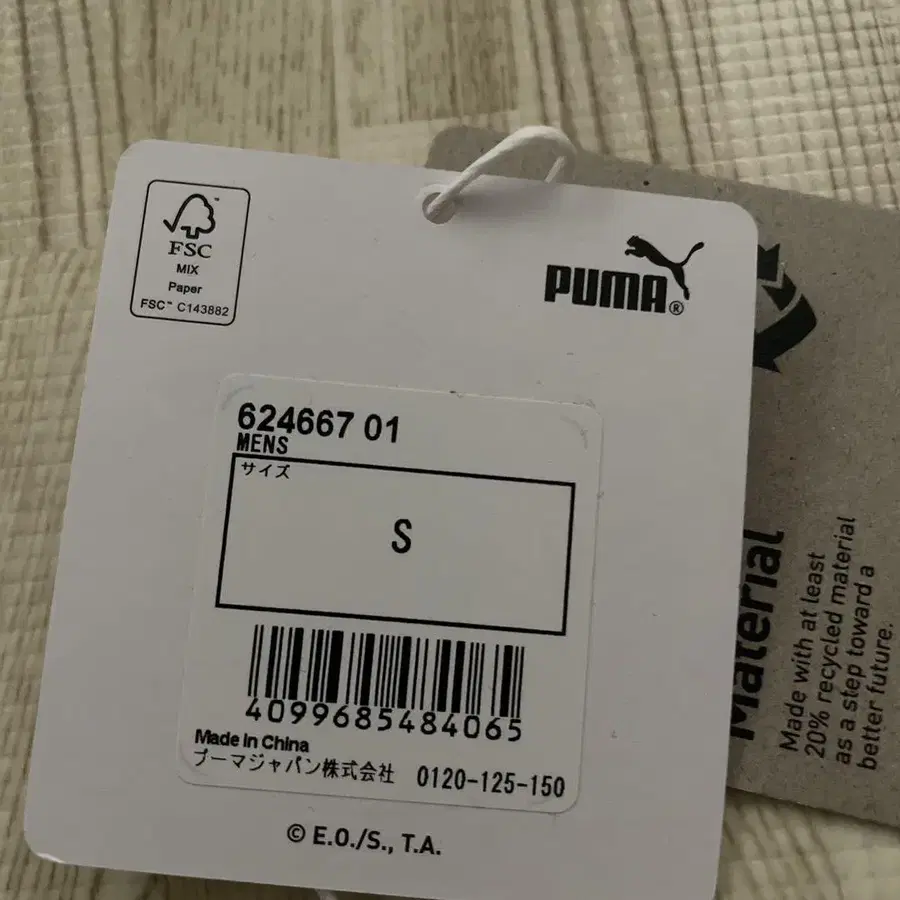 FSC
MIX
Paper
FSC™ C143882
PUMA®
624667 01
MENS
サイズ
S
4099685484065
Made in China
プーマジャパン株式会社 0120-125-150
© E.O./S., T.A.
Material
Made with at least
20% recycled material
as a step toward a
better future.